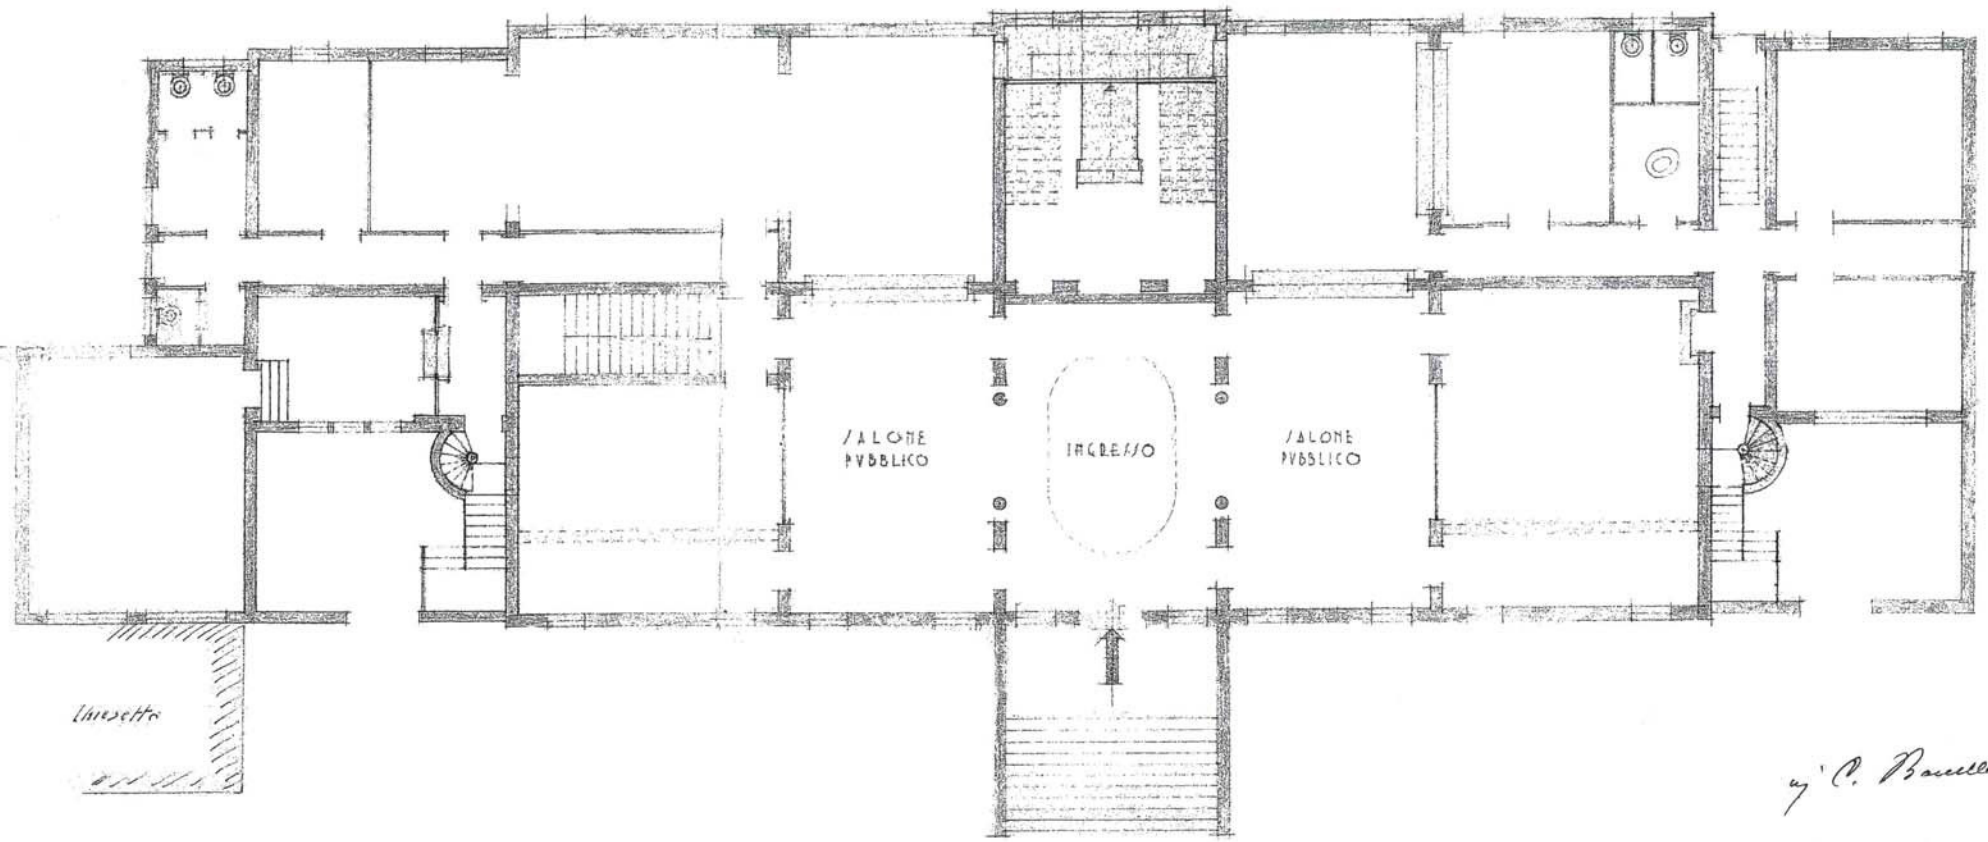 SALONE
PUBBLICO
INGRESSO
SALONE
PUBBLICO
Chiesetta
C.